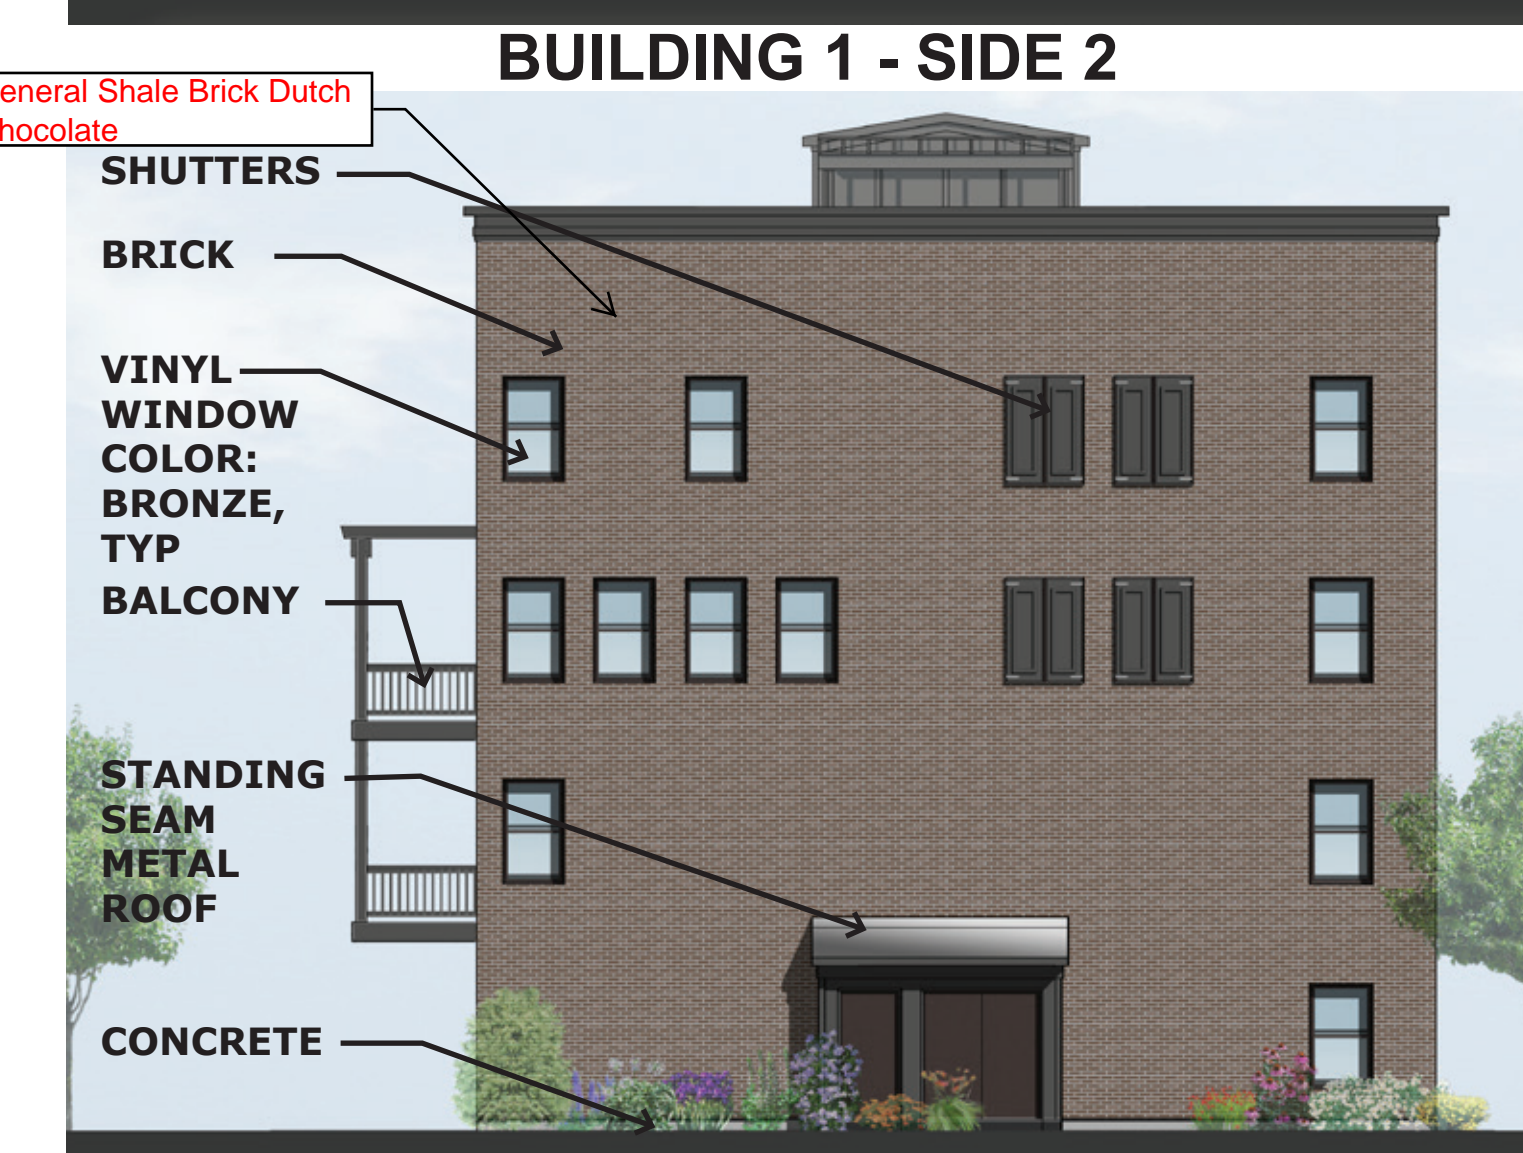 BUILDING 1 - SIDE 2
eneral Shale Brick Dutch
hocolate
SHUTTERS
BRICK
VINYL
WINDOW
COLOR:
BRONZE,
TYP
BALCONY
STANDING
SEAM
METAL
ROOF
CONCRETE